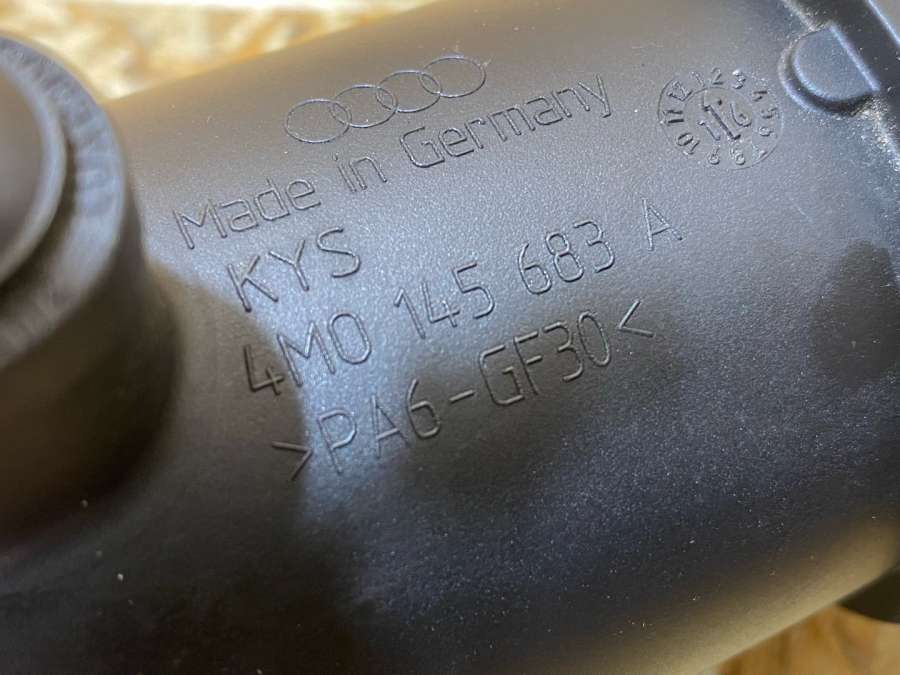 Made in Germany
KYS
4M0 145 683 A
>PA6-GF30<